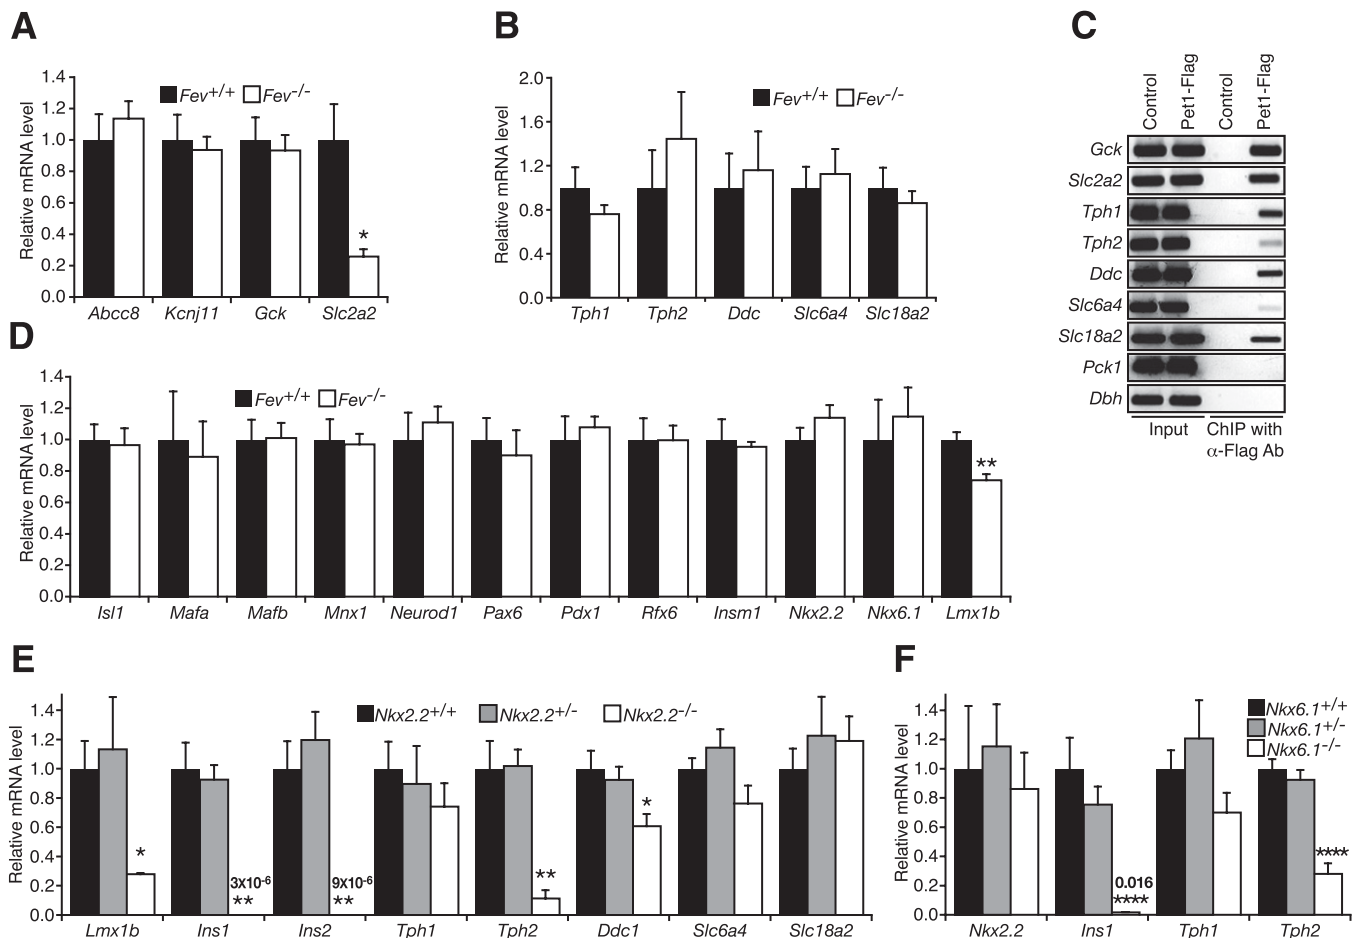 A
B
C
1.4
1.2
1.0
0.8
0.6
0.4
0.2
0.0
Relative mRNA level
Fev+/+ Fev-/-
*
Abcc8 Kcnj11 Gck Slc2a2
2.0
1.6
1.2
0.8
0.4
0.0
Relative mRNA level
Fev+/+ Fev-/-
Tph1 Tph2 Ddc Slc6a4 Slc18a2
Control
Pet1-Flag
Control
Pet1-Flag
Gck
Slc2a2
Tph1
Tph2
Ddc
Slc6a4
Slc18a2
Pck1
Dbh
Input
ChIP with
α-Flag Ab
D
1.4
1.2
1.0
0.8
0.6
0.4
0.2
0.0
Relative mRNA level
Fev+/+ Fev-/-
**
Isl1 Mafa Mafb Mnx1 Neurod1 Pax6 Pdx1 Rfx6 Insm1 Nkx2.2 Nkx6.1 Lmx1b
E
1.4
1.2
1.0
0.8
0.6
0.4
0.2
0.0
Relative mRNA level
Nkx2.2+/+ Nkx2.2+/- Nkx2.2-/-
*
3x10-6
**
9x10-6
**
**
*
Lmx1b Ins1 Ins2 Tph1 Tph2 Ddc1 Slc6a4 Slc18a2
F
1.4
1.2
1.0
0.8
0.6
0.4
0.2
0.0
Relative mRNA level
Nkx6.1+/+
Nkx6.1+/-
Nkx6.1-/-
0.016
****
****
Nkx2.2 Ins1 Tph1 Tph2